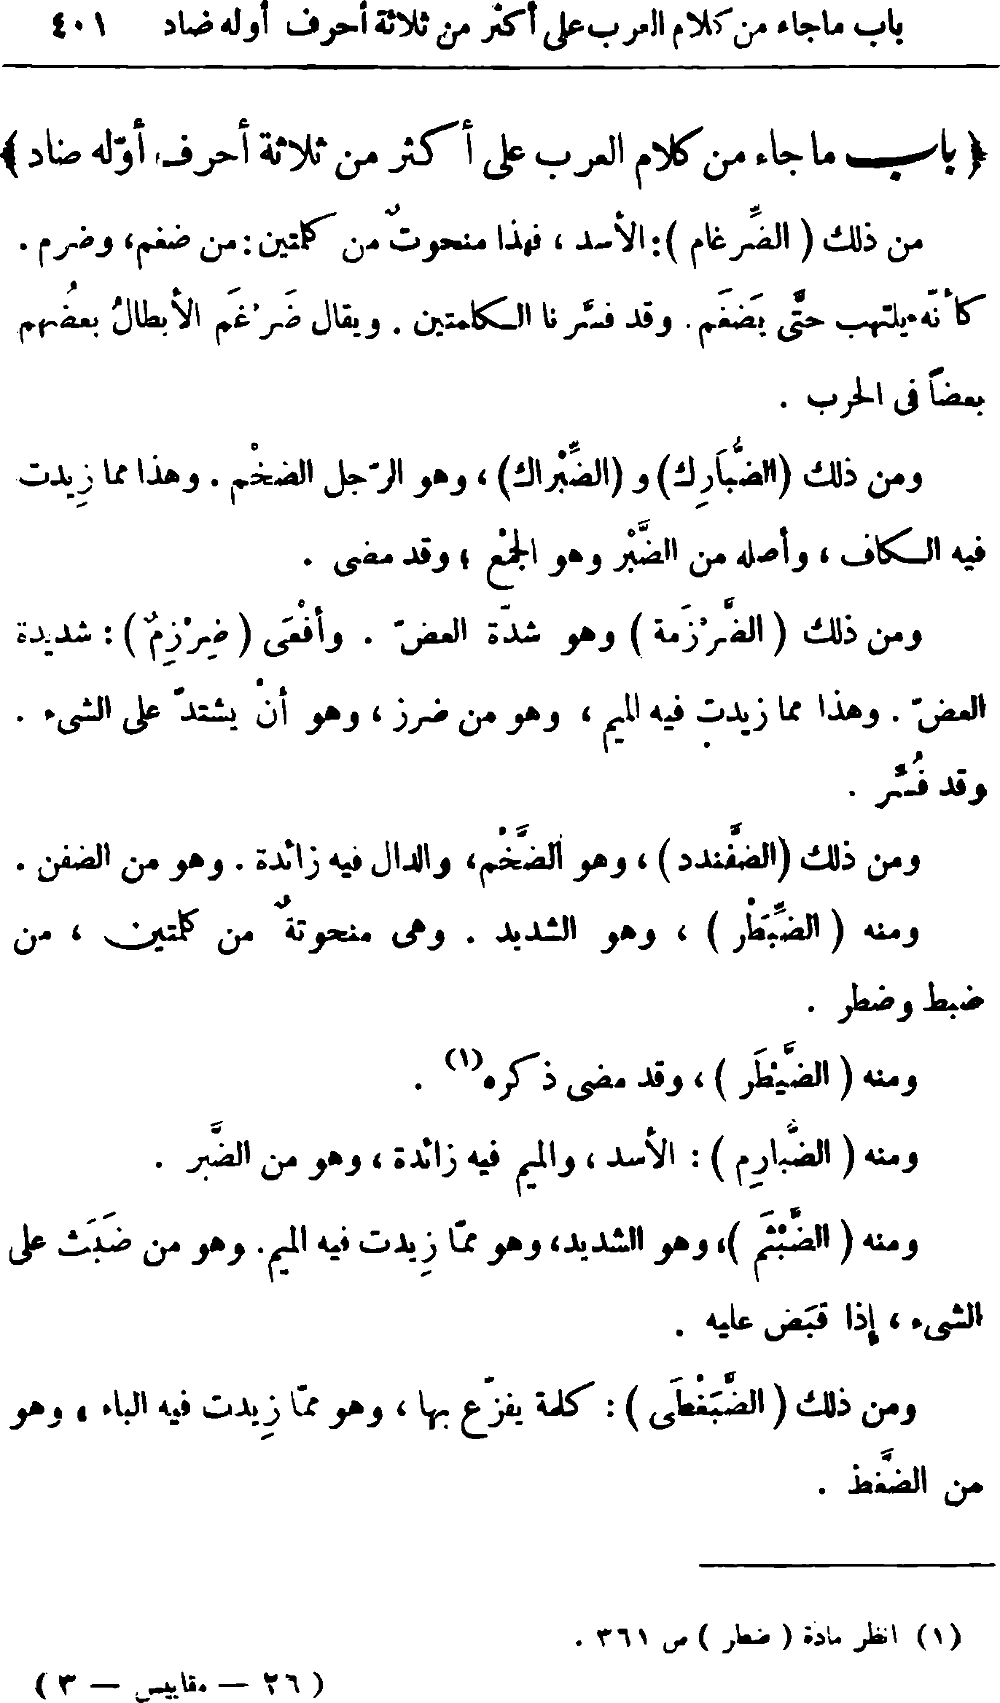 باب ما جاء من كلام العرب على أكثر من ثلاثة أحرف أوله ضاد ٤٠١
﴿ باب ما جاء من كلام العرب على أكثر من ثلاثة أحرف، أوّله ضاد ﴾
من ذلك ( الضِّرغام ): الأسد ، فهذا منحوتٌ من كلمتين: من ضغم، وضرم .
كأنّه يلتهب حتَّى يَضغَم . وقد فسَّرنا الكلمتين . ويقال ضَرْغَم الأبطالُ بعضُهم
بعضاً فى الحرب .
ومن ذلك (الضُّبَارِك) و (الضِّبْراك) ، وهو الرّجل الضخْم . وهذا مما زِيدت
فيه الكاف ، وأصله من الضَّبْر وهو الجمْع ؛ وقد مضى .
ومن ذلك ( الضَّرْزَمة ) وهو شدّة العضّ . وأفْعَى ( ضِرْزِمٌ ) : شديدة
العضّ . وهذا مما زيدت فيه الميم ، وهو من ضرز ، وهو أنْ يشتدّ على الشىء .
وقد فُسِّر .
ومن ذلك (الضَّفَندد ) ، وهو الضَّخْم، والدال فيه زائدة . وهو من الضفن .
ومنه ( الضِّبَطْر ) ، وهو الشديد . وهى منحوتةٌ من كلمتين ، من
ضبط وضطر .
ومنه ( الضَّيْطَر ) ، وقد مضى ذكره (١) .
ومنه ( الضُّبارِم ) : الأسد ، والميم فيه زائدة ، وهو من الضَّبر .
ومنه ( الضَّبْثَم )، وهو الشديد، وهو ممّا زِيدت فيه الميم. وهو من ضَبَث على
الشىء ، إذا قبَض عليه .
ومن ذلك ( الضَّبَغْطَى ) : كلمة يفزّع بها ، وهو ممّا زِيدت فيه الباء ، وهو
من الضَّغط .
(١) انظر مادة ( ضطر ) ص ٣٦١ .
( ٢٦ — مقاييس — ٣ )